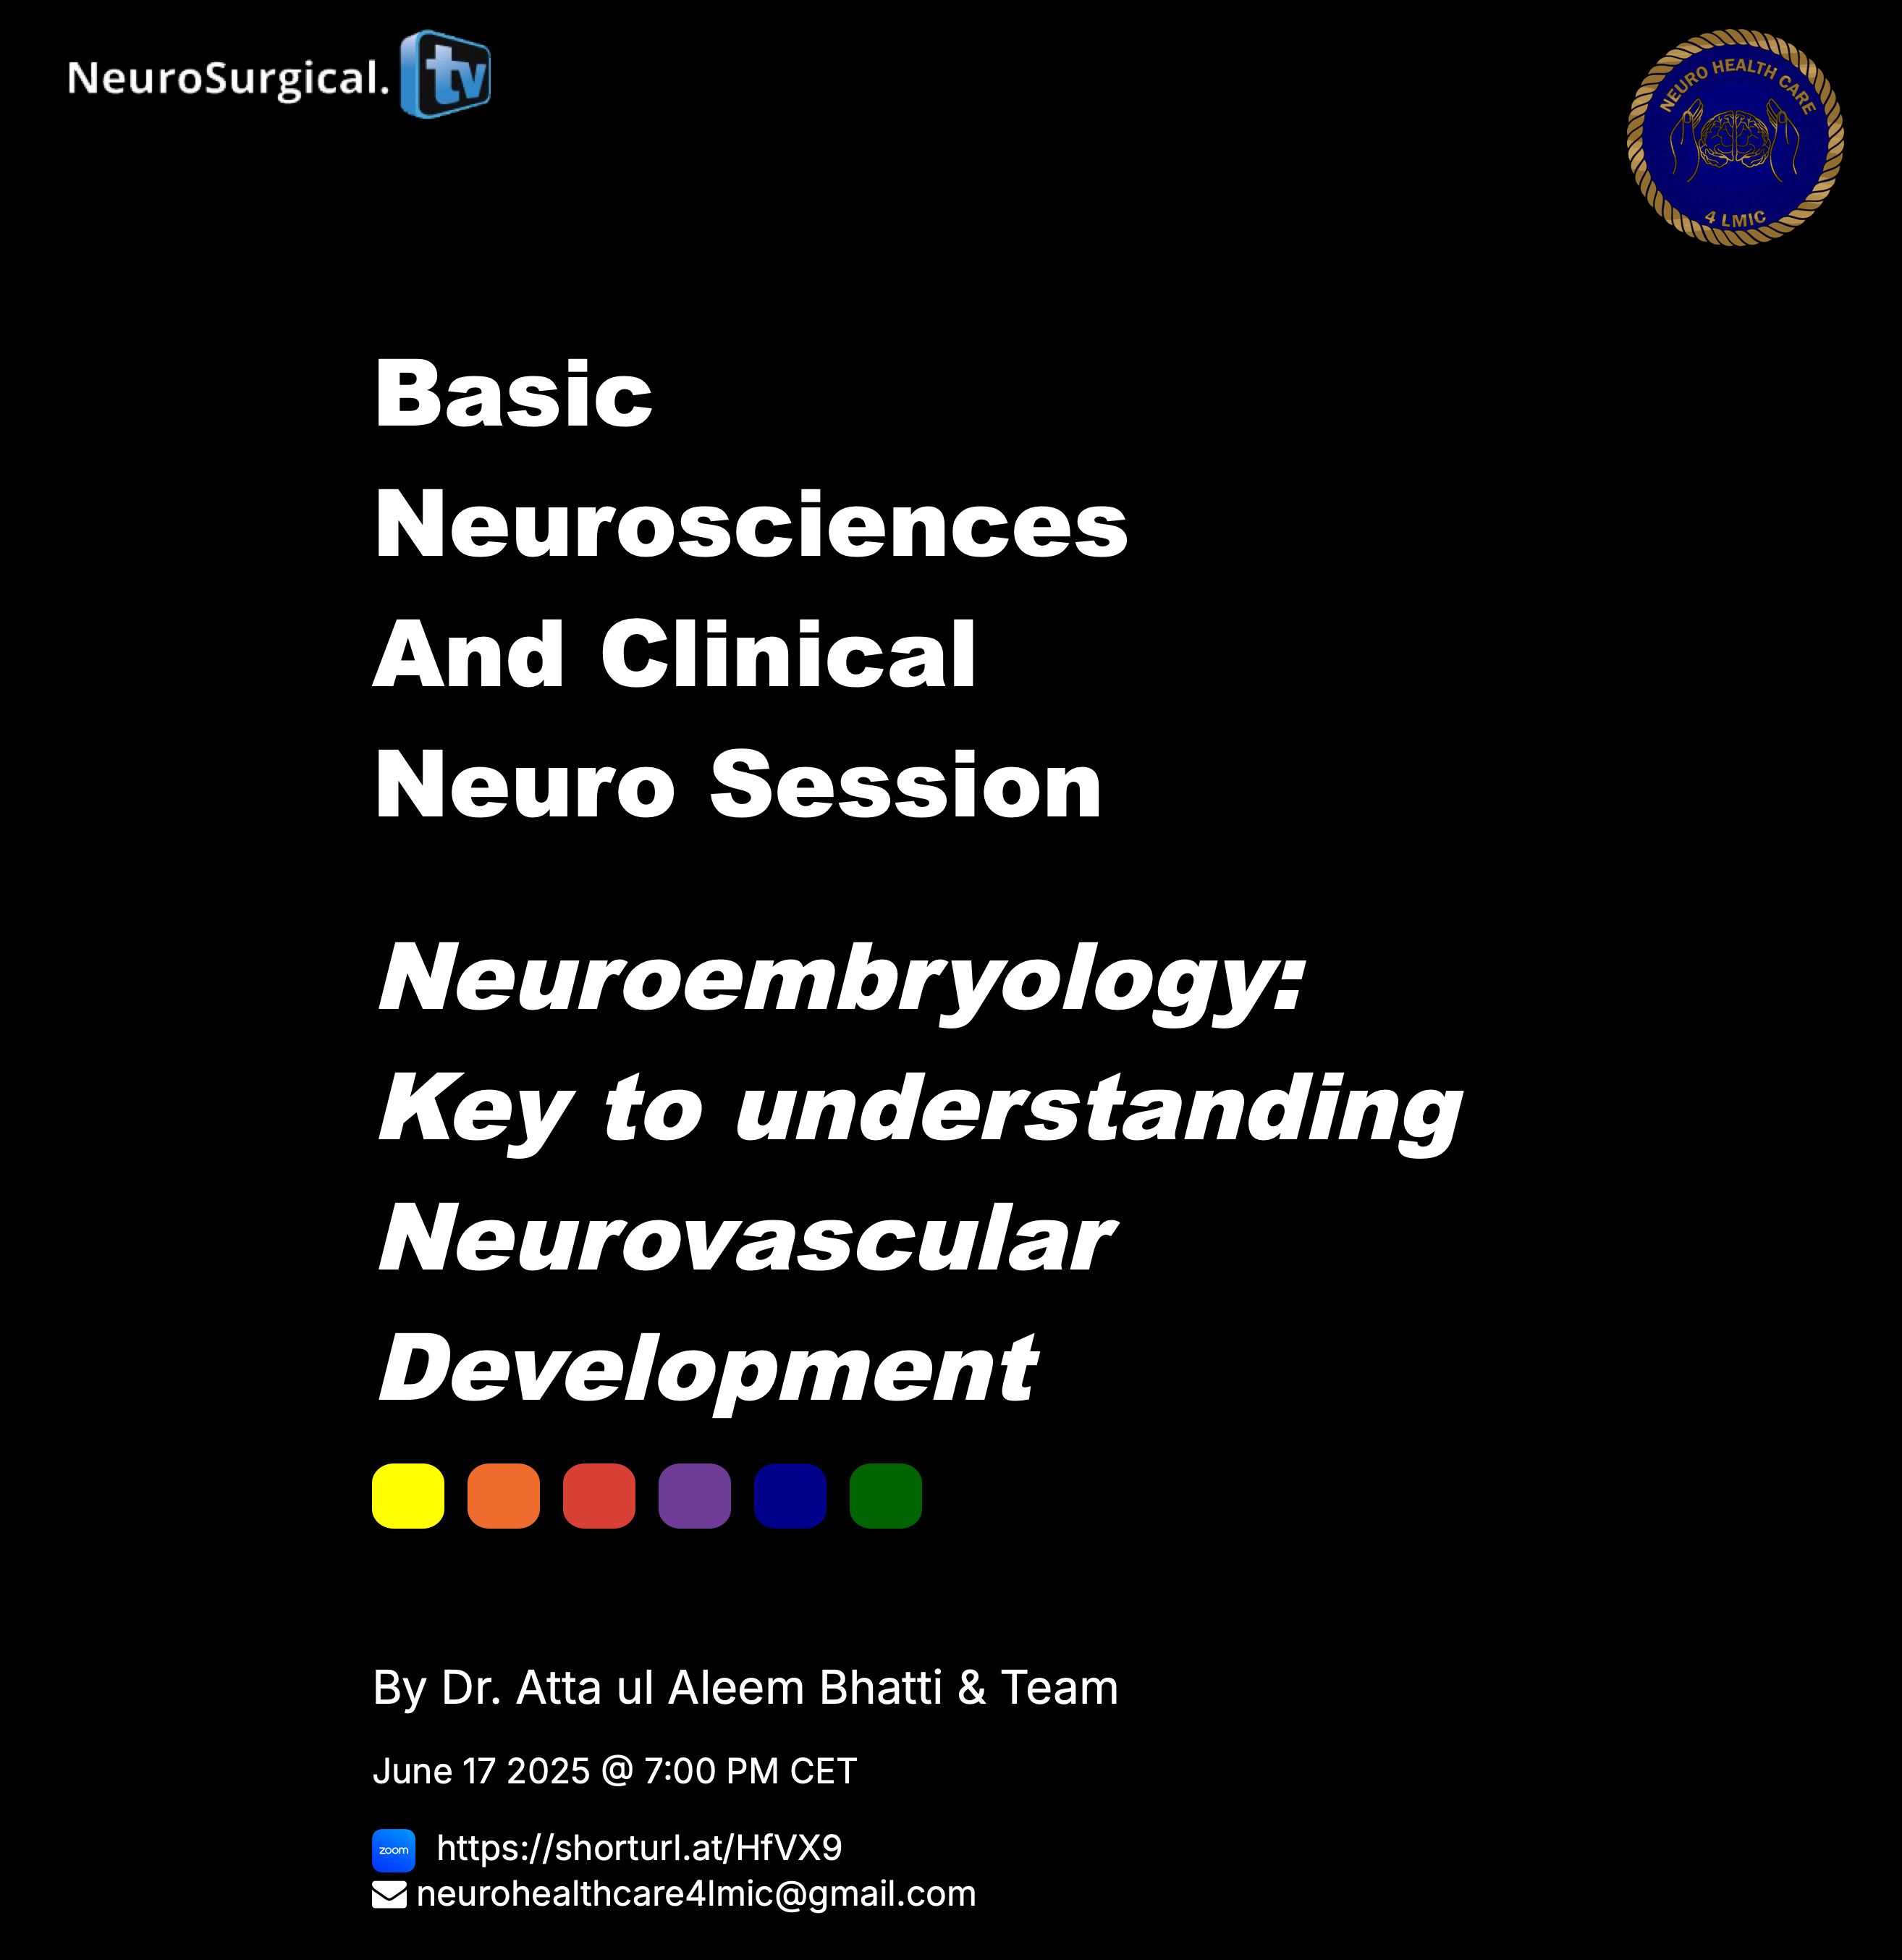 NeuroSurgical. tv
NEURO HEALTH CARE
4 LMIC
Basic
Neurosciences
And Clinical
Neuro Session
Neuroembryology:
Key to understanding
Neurovascular
Development
By Dr. Atta ul Aleem Bhatti & Team
June 17 2025 @ 7:00 PM CET
zoom https://shorturl.at/HfVX9
neurohealthcare4lmic@gmail.com